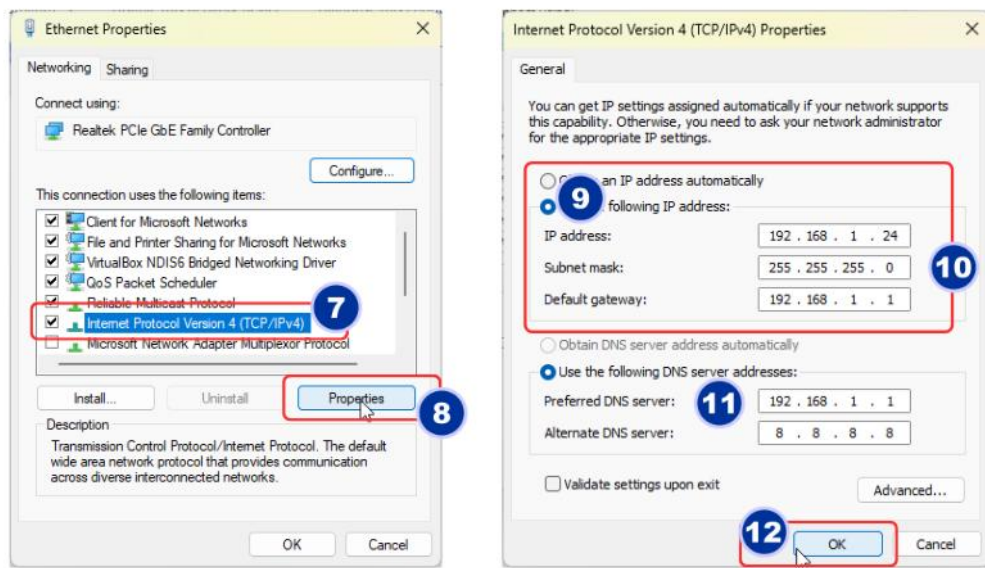 Ethernet Properties
Networking Sharing
Connect using:
Realtek PCIe GbE Family Controller
Configure...
This connection uses the following items:
Client for Microsoft Networks
File and Printer Sharing for Microsoft Networks
VirtualBox NDIS6 Bridged Networking Driver
QoS Packet Scheduler
Reliable Multicast Protocol
7
Internet Protocol Version 4 (TCP/IPv4)
Microsoft Network Adapter Multiplexor Protocol
Install... Uninstall Properties
8
Description
Transmission Control Protocol/Internet Protocol. The default
wide area network protocol that provides communication
across diverse interconnected networks.
OK Cancel
Internet Protocol Version 4 (TCP/IPv4) Properties
General
You can get IP settings assigned automatically if your network supports
this capability. Otherwise, you need to ask your network administrator
for the appropriate IP settings.
an IP address automatically
9
following IP address:
IP address: 192 . 168 . 1 . 24
Subnet mask: 255 . 255 . 255 . 0
10
Default gateway: 192 . 168 . 1 . 1
Obtain DNS server address automatically
Use the following DNS server addresses:
Preferred DNS server: 192 . 168 . 1 . 1
11
Alternate DNS server: 8 . 8 . 8 . 8
Validate settings upon exit
Advanced...
12
OK Cancel